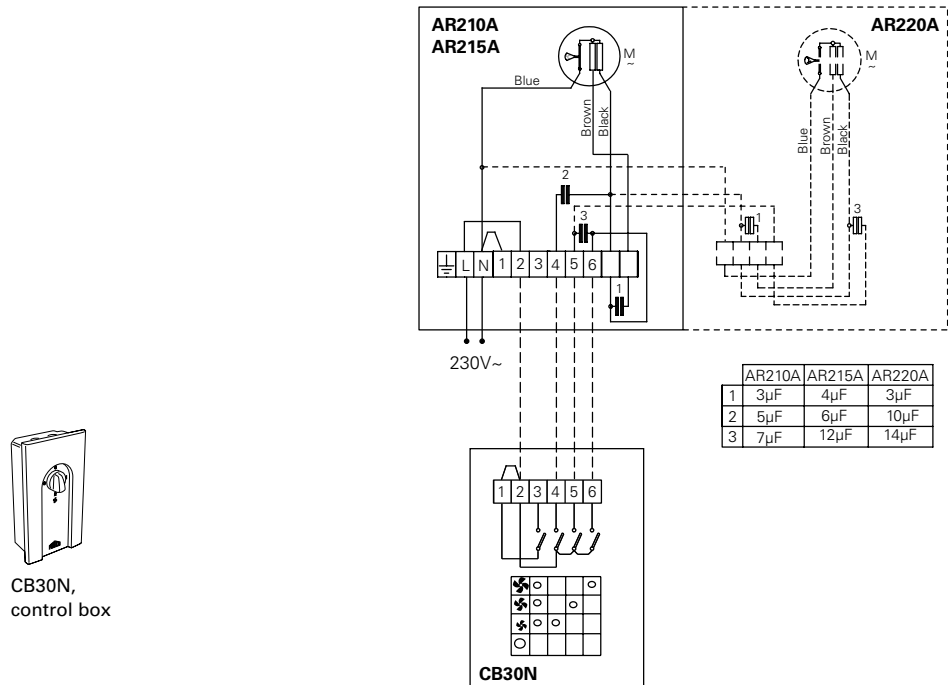 AR210A
AR215A
AR220A
M
~
M
~
Blue
Brown
Black
Blue
Brown
Black
2
3
1
1
3
L N 1 2 3 4 5 6
230V~
AR210A AR215A AR220A
1 3µF 4µF 3µF
2 5µF 6µF 10µF
3 7µF 12µF 14µF
1 2 3 4 5 6
CB30N
CB30N,
control box